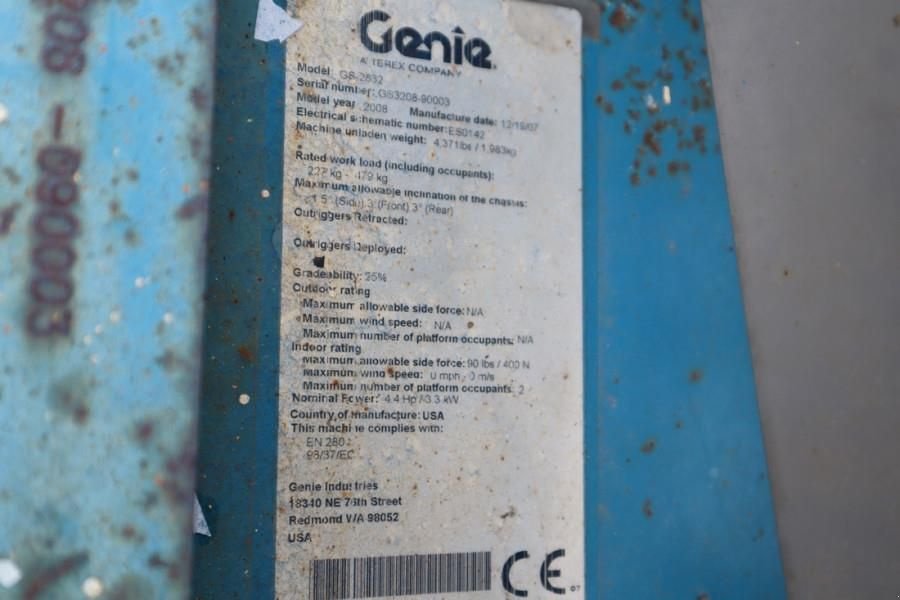 208 - 90003
Genie
A TEREX COMPANY
Model: GS-2632
Serial number: GS3208-90003
Model year: 2008 Manufacture date: 12/19/07
Electrical schematic number: ES0142
Machine unladen weight: 4,371lbs / 1,983kg
Rated work load (including occupants):
227 kg - 479 kg
Maximum allowable inclination of the chassis:
1.5° (Side) 3° (Front) 3° (Rear)
Outriggers Retracted:
Outriggers Deployed:
Gradeability: 25%
Outdoor rating
Maximum allowable side force: N/A
Maximum wind speed: N/A
Maximum number of platform occupants: N/A
Indoor rating
Maximum allowable side force: 90 lbs / 400 N
Maximum wind speed: 0 mph / 0 m/s
Maximum number of platform occupants: 2
Nominal Power: 4.4 Hp / 3.3 kW
Country of manufacture: USA
This machine complies with:
EN 280
98/37/EC
Genie Industries
18340 NE 76th Street
Redmond WA 98052
USA
CE
07